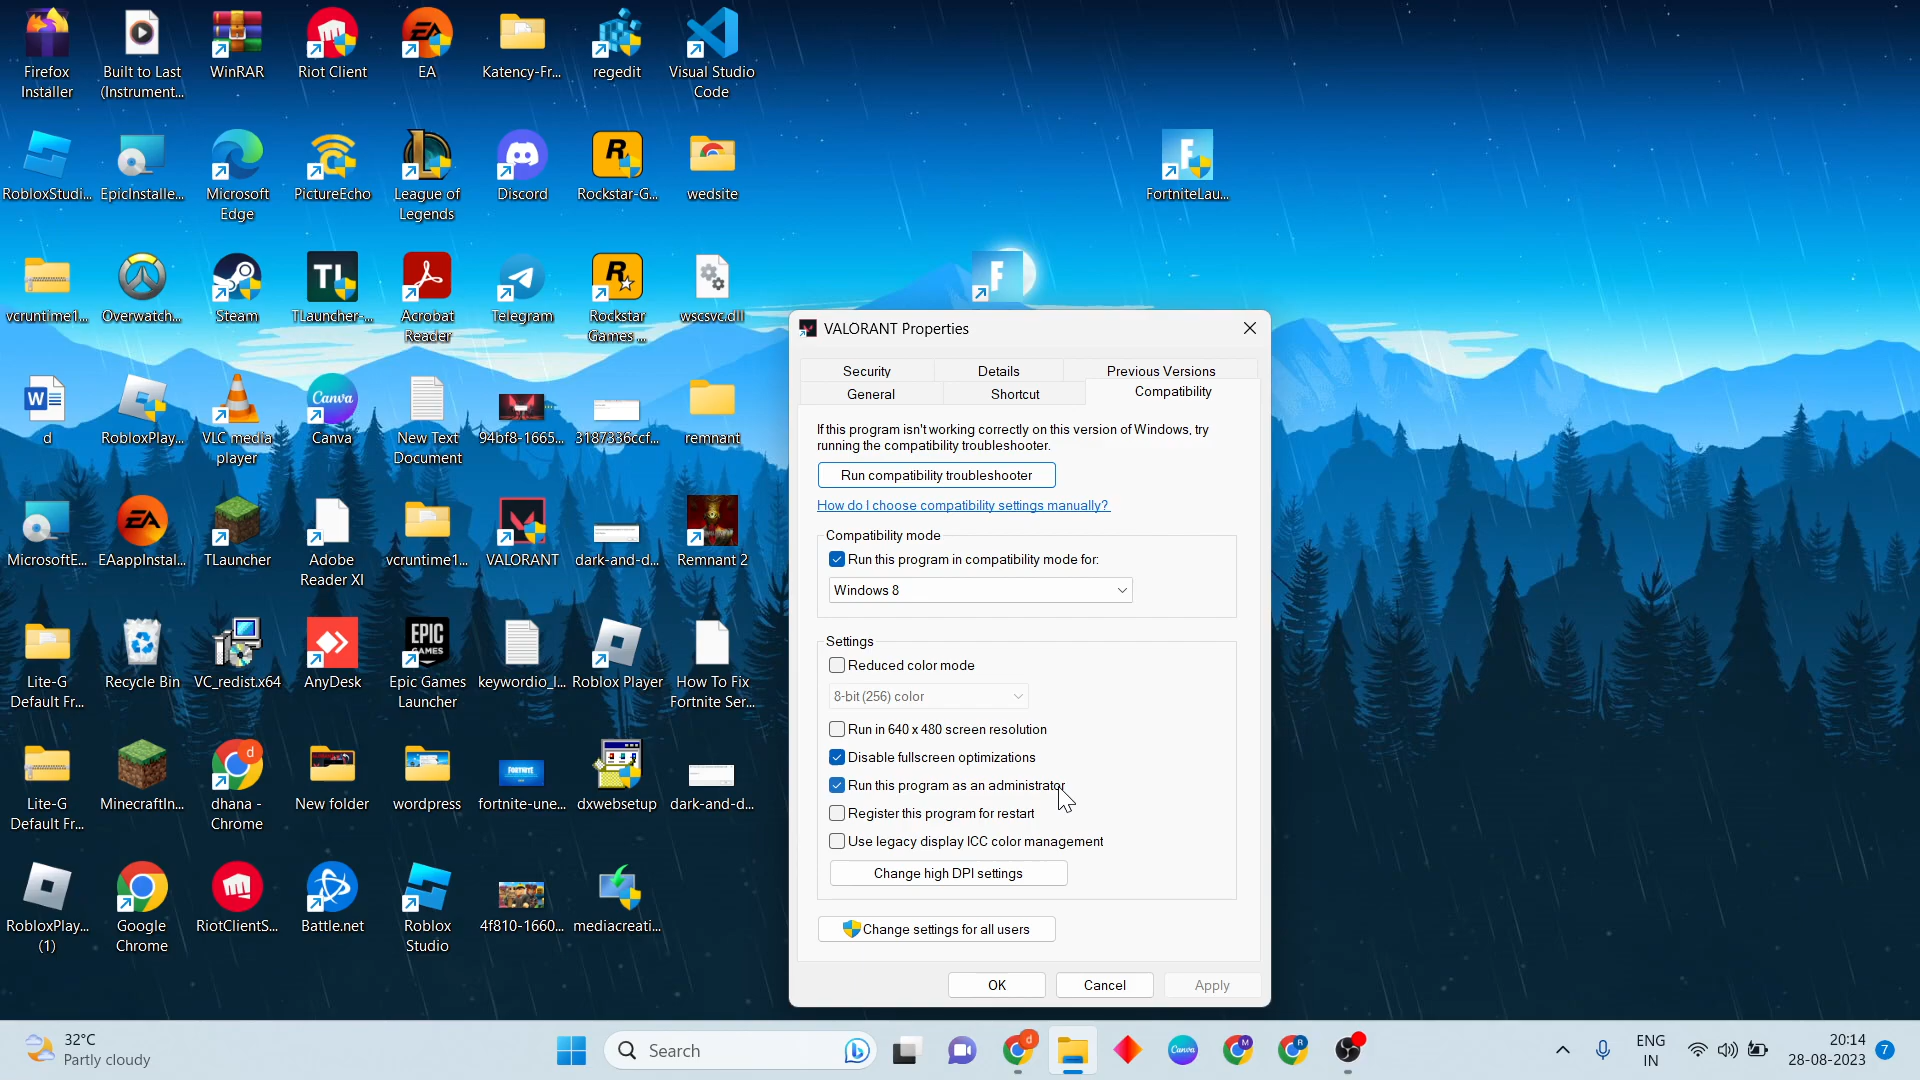 Firefox
Installer
Built to Last
(Instrument...
WinRAR
Riot Client
EA
Katency-Fr...
regedit
Visual Studio
Code
RobloxStudi...
EpicInstalle...
Microsoft
Edge
PictureEcho
League of
Legends
Discord
Rockstar-G...
wedsite
FortniteLau...
vcruntime1...
Overwatch...
Steam
TLauncher-...
Acrobat
Reader
Telegram
Rockstar
Games ...
wscsvc.dll
d
RobloxPlay...
VLC media
player
Canva
New Text
Document
94bf8-1665...
3187336ccf...
remnant
MicrosoftE...
EAappInstal...
TLauncher
Adobe
Reader XI
vcruntime1...
VALORANT
dark-and-d...
Remnant 2
Lite-G
Default Fr...
Recycle Bin
VC_redist.x64
AnyDesk
Epic Games
Launcher
keywordio_l...
Roblox Player
How To Fix
Fortnite Ser...
Lite-G
Default Fr...
MinecraftIn...
dhana -
Chrome
New folder
wordpress
fortnite-une...
dxwebsetup
dark-and-d...
RobloxPlay...
(1)
Google
Chrome
RiotClientS...
Battle.net
Roblox
Studio
4f810-1660...
mediacreati...
VALORANT Properties
Security
Details
Previous Versions
General
Shortcut
Compatibility
If this program isn't working correctly on this version of Windows, try
running the compatibility troubleshooter.
Run compatibility troubleshooter
How do I choose compatibility settings manually?
Compatibility mode
Run this program in compatibility mode for:
Windows 8
Settings
Reduced color mode
8-bit (256) color
Run in 640 x 480 screen resolution
Disable fullscreen optimizations
Run this program as an administrator
Register this program for restart
Use legacy display ICC color management
Change high DPI settings
Change settings for all users
OK
Cancel
Apply
32°C
Partly cloudy
Search
ENG
IN
20:14
28-08-2023
7